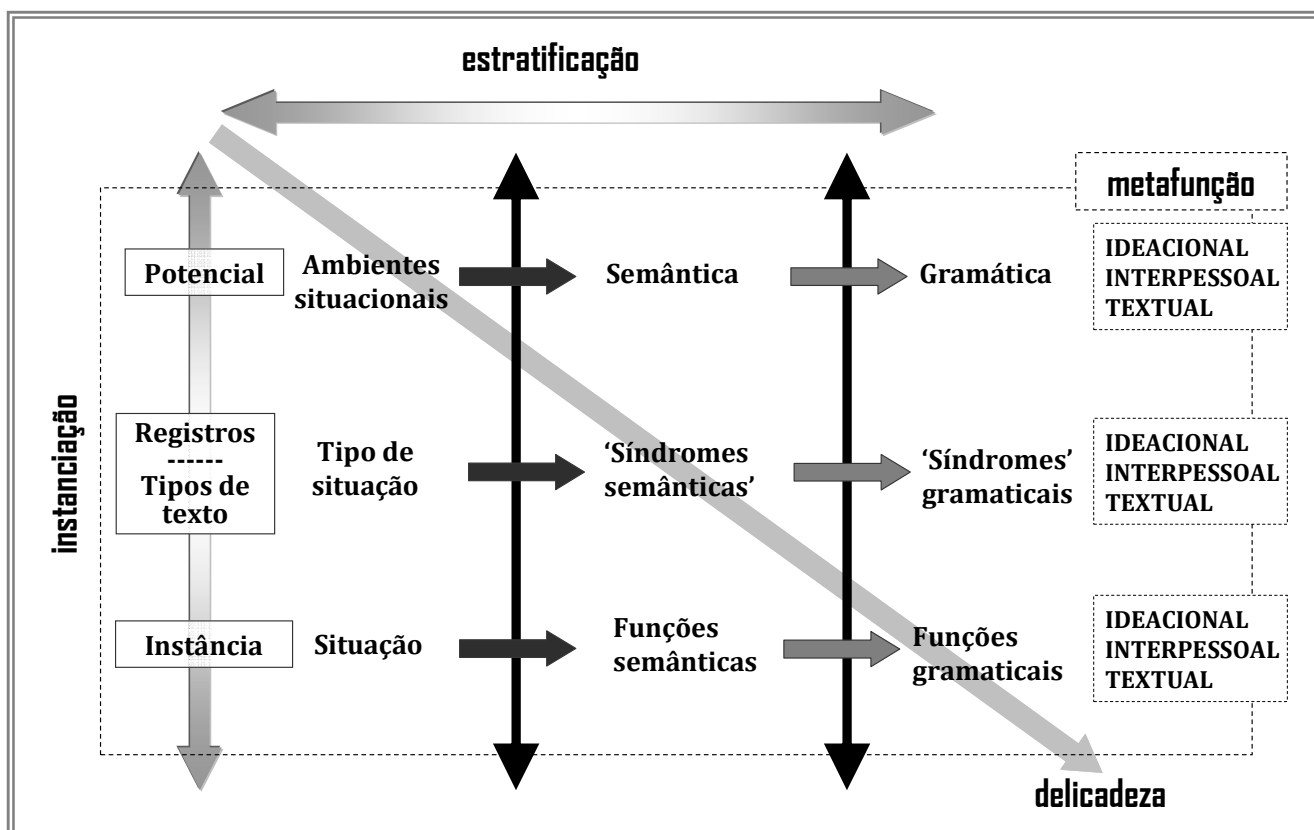 estratificação
metafunção
instanciação
Potencial
Ambientes
situacionais
Semântica
Gramática
IDEACIONAL
INTERPESSOAL
TEXTUAL
Registros
------
Tipos de
texto
Tipo de
situação
‘Síndromes
semânticas’
‘Síndromes’
gramaticais
IDEACIONAL
INTERPESSOAL
TEXTUAL
Instância
Situação
Funções
semânticas
Funções
gramaticais
IDEACIONAL
INTERPESSOAL
TEXTUAL
delicadeza